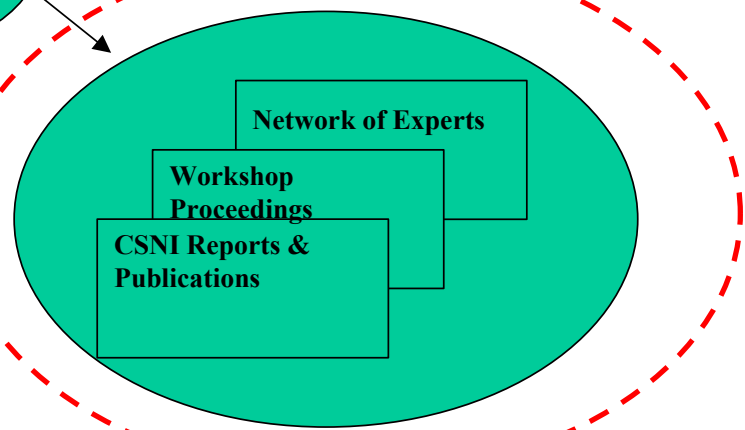 Network of Experts
Workshop
Proceedings
CSNI Reports &
Publications